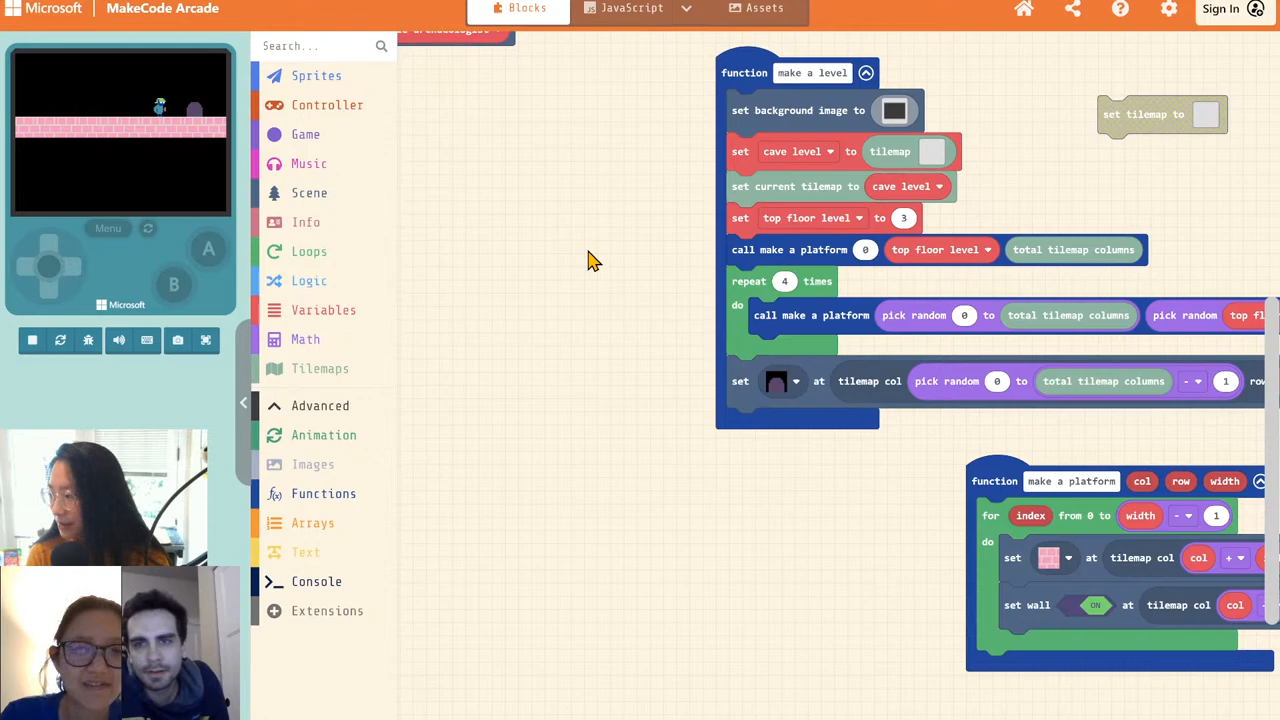 Microsoft MakeCode Arcade Blocks JavaScript Assets Sign In
Menu
A
B
Microsoft
Search...
Sprites
Controller
Game
Music
Scene
Info
Loops
Logic
Variables
Math
Tilemaps
Advanced
Animation
Images
Functions
Arrays
Text
Console
Extensions
function make a level
set background image to
set cave level to tilemap
set current tilemap to cave level
set top floor level to 3
call make a platform 0 top floor level total tilemap columns
repeat 4 times
do call make a platform pick random 0 to total tilemap columns pick random top
set at tilemap col pick random 0 to total tilemap columns - 1
set tilemap to
function make a platform col row width
for index from 0 to width - 1
do
set at tilemap col col +
set wall ON at tilemap col col